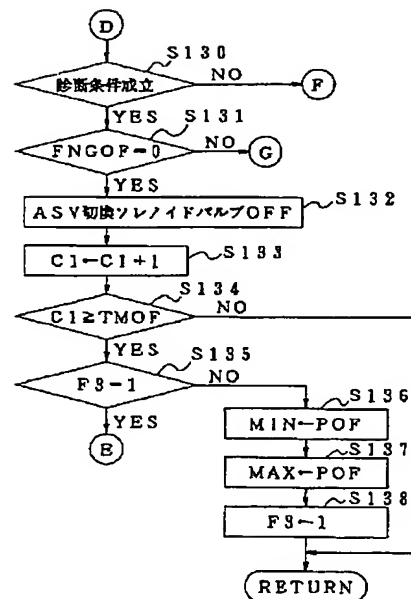 D
S130
診断条件成立
NO
F
YES
S131
FNGOF=0
NO
G
YES
S132
ASV切換ソレノイドバルブOFF
S133
C1←C1+1
S134
C1≧TMOF
NO
YES
S135
F3=1
NO
YES
E
S136
MIN←POF
S137
MAX←POF
S138
F3←1
RETURN